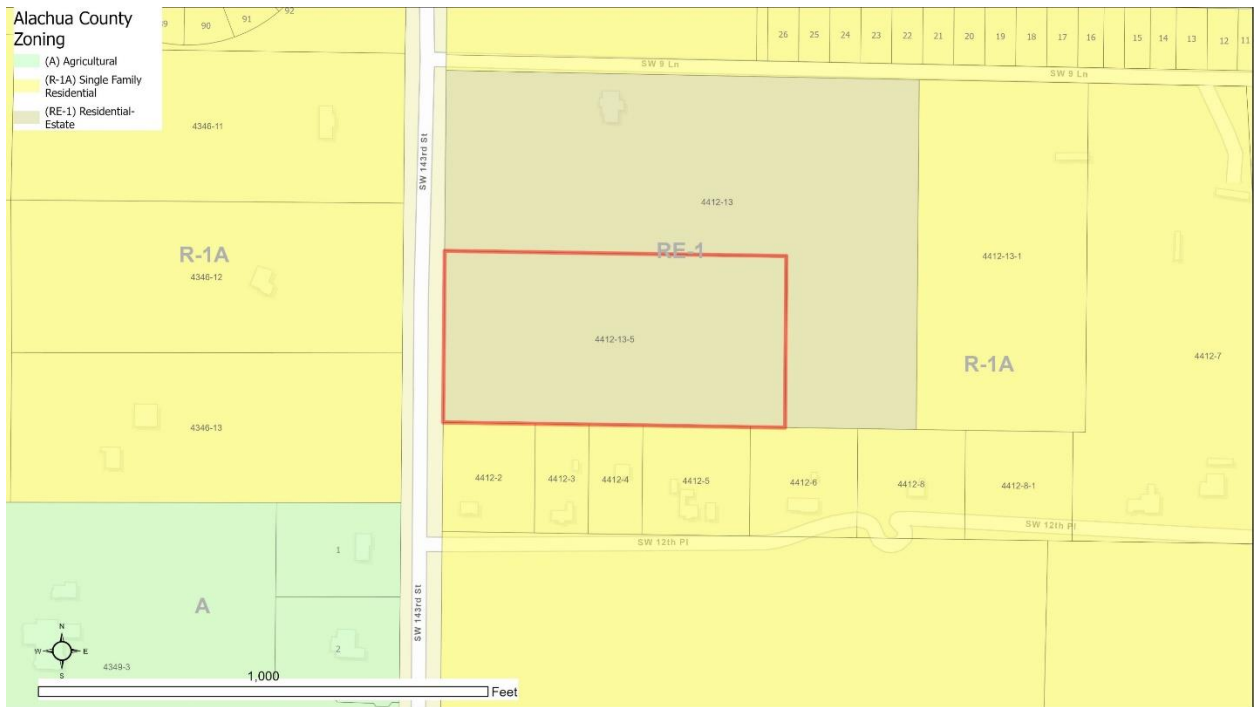 Alachua County
Zoning
(A) Agricultural
(R-1A) Single Family
Residential
(RE-1) Residential-
Estate
90
91
92
26
25
24
23
22
21
20
19
18
17
16
15
14
13
12
11
SW 9 Ln
SW 9 Ln
4346-11
SW 143rd St
4412-13
R-1A
RE-1
4346-12
4412-13-1
4412-13-5
4412-7
R-1A
4346-13
4412-2
4412-3
4412-4
4412-5
4412-6
4412-8
4412-8-1
SW 12th Pl
SW 12th Pl
1
A
SW 143rd St
2
N
W
E
S
4349-3
1,000
Feet